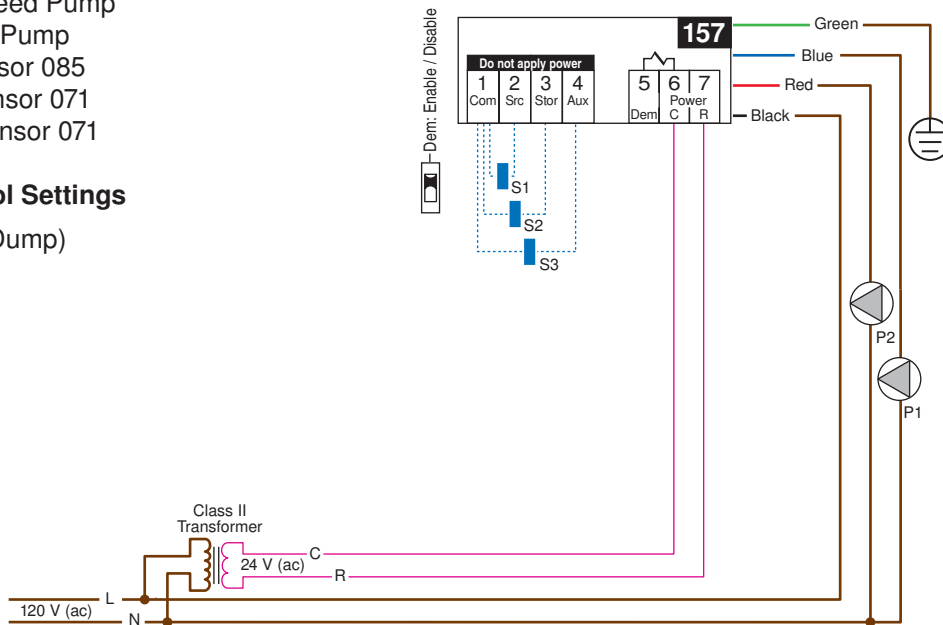 eed Pump
Pump
sor 085
nsor 071
ensor 071
ol Settings
Dump)
Dem: Enable / Disable
157
Do not apply power
1 2 3 4
Com Src Stor Aux
5 6 7
Power
Dem C R
Green
Blue
Red
Black
S1
S2
S3
P2
P1
Class II
Transformer
C
24 V (ac)
R
L
120 V (ac)
N